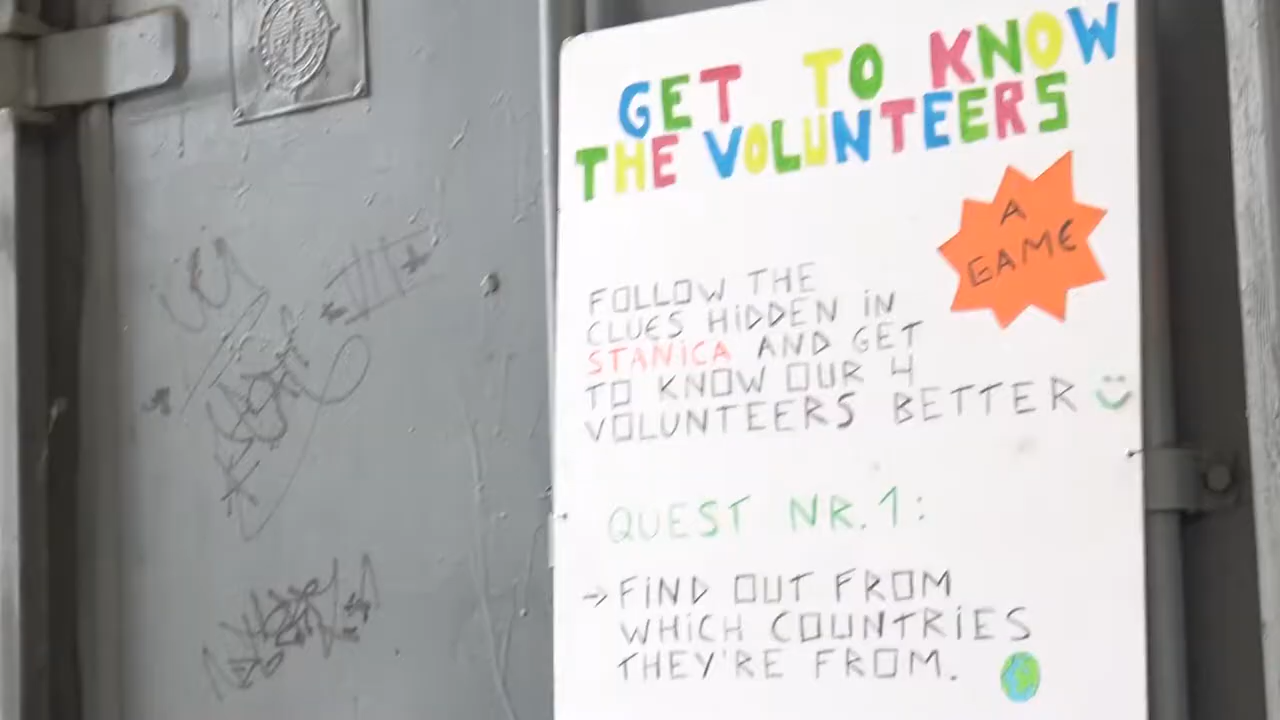 GET TO KNOW
THE VOLUNTEERS
A
GAME
FOLLOW THE
CLUES HiDDEN iN
STANiCA AND GET
TO KNOW OUR 4
VOLUNTEERS BETTER
QUEST NR.1:
→ FiND OUT FROM
WHiCH COUNTRiES
THEY'RE FROM.